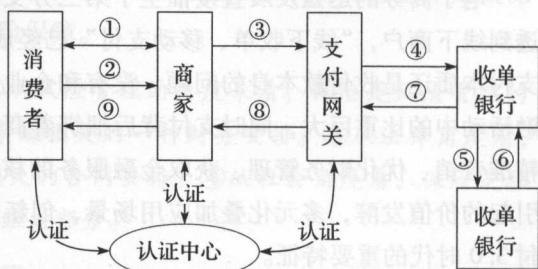 ①
③
④
消费者
②
商家
支付网关
收单
银行
⑨
⑧
⑦
⑤ ⑥
认证
认证
认证
认证中心
收单
银行